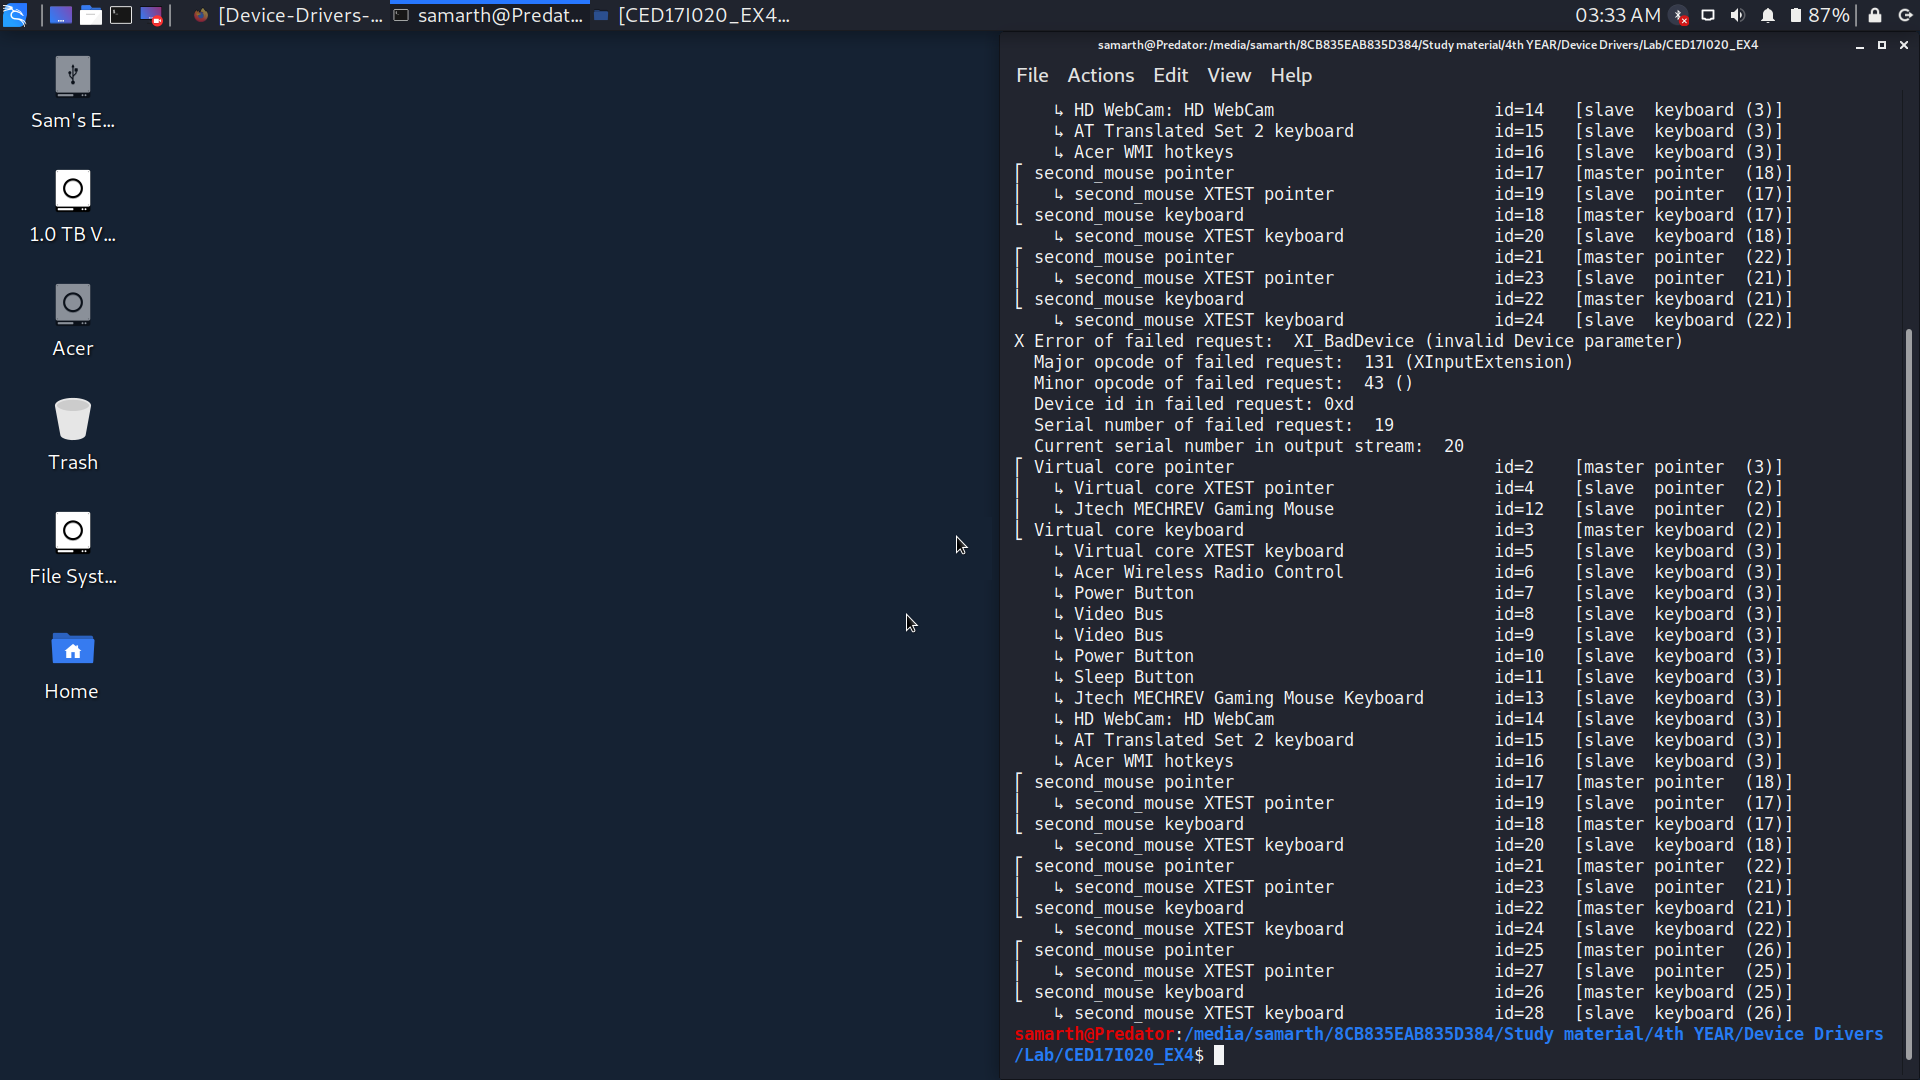 [Device-Drivers-... samarth@Predat... [CED17I020_EX4... 03:33 AM 87%
Sam's E...
1.0 TB V...
Acer
Trash
File Syst...
Home
samarth@Predator: /media/samarth/8CB835EAB835D384/Study material/4th YEAR/Device Drivers/Lab/CED17I020_EX4
File Actions Edit View Help
↳ HD WebCam: HD WebCam id=14 [slave keyboard (3)]
↳ AT Translated Set 2 keyboard id=15 [slave keyboard (3)]
↳ Acer WMI hotkeys id=16 [slave keyboard (3)]
⎡ second_mouse pointer id=17 [master pointer (18)]
⎜ ↳ second_mouse XTEST pointer id=19 [slave pointer (17)]
⎣ second_mouse keyboard id=18 [master keyboard (17)]
↳ second_mouse XTEST keyboard id=20 [slave keyboard (18)]
⎡ second_mouse pointer id=21 [master pointer (22)]
⎜ ↳ second_mouse XTEST pointer id=23 [slave pointer (21)]
⎣ second_mouse keyboard id=22 [master keyboard (21)]
↳ second_mouse XTEST keyboard id=24 [slave keyboard (22)]
X Error of failed request: XI_BadDevice (invalid Device parameter)
Major opcode of failed request: 131 (XInputExtension)
Minor opcode of failed request: 43 ()
Device id in failed request: 0xd
Serial number of failed request: 19
Current serial number in output stream: 20
⎡ Virtual core pointer id=2 [master pointer (3)]
⎜ ↳ Virtual core XTEST pointer id=4 [slave pointer (2)]
⎜ ↳ Jtech MECHREV Gaming Mouse id=12 [slave pointer (2)]
⎣ Virtual core keyboard id=3 [master keyboard (2)]
↳ Virtual core XTEST keyboard id=5 [slave keyboard (3)]
↳ Acer Wireless Radio Control id=6 [slave keyboard (3)]
↳ Power Button id=7 [slave keyboard (3)]
↳ Video Bus id=8 [slave keyboard (3)]
↳ Video Bus id=9 [slave keyboard (3)]
↳ Power Button id=10 [slave keyboard (3)]
↳ Sleep Button id=11 [slave keyboard (3)]
↳ Jtech MECHREV Gaming Mouse Keyboard id=13 [slave keyboard (3)]
↳ HD WebCam: HD WebCam id=14 [slave keyboard (3)]
↳ AT Translated Set 2 keyboard id=15 [slave keyboard (3)]
↳ Acer WMI hotkeys id=16 [slave keyboard (3)]
⎡ second_mouse pointer id=17 [master pointer (18)]
⎜ ↳ second_mouse XTEST pointer id=19 [slave pointer (17)]
⎣ second_mouse keyboard id=18 [master keyboard (17)]
↳ second_mouse XTEST keyboard id=20 [slave keyboard (18)]
⎡ second_mouse pointer id=21 [master pointer (22)]
⎜ ↳ second_mouse XTEST pointer id=23 [slave pointer (21)]
⎣ second_mouse keyboard id=22 [master keyboard (21)]
↳ second_mouse XTEST keyboard id=24 [slave keyboard (22)]
⎡ second_mouse pointer id=25 [master pointer (26)]
⎜ ↳ second_mouse XTEST pointer id=27 [slave pointer (25)]
⎣ second_mouse keyboard id=26 [master keyboard (25)]
↳ second_mouse XTEST keyboard id=28 [slave keyboard (26)]
samarth@Predator:/media/samarth/8CB835EAB835D384/Study material/4th YEAR/Device Drivers
/Lab/CED17I020_EX4$